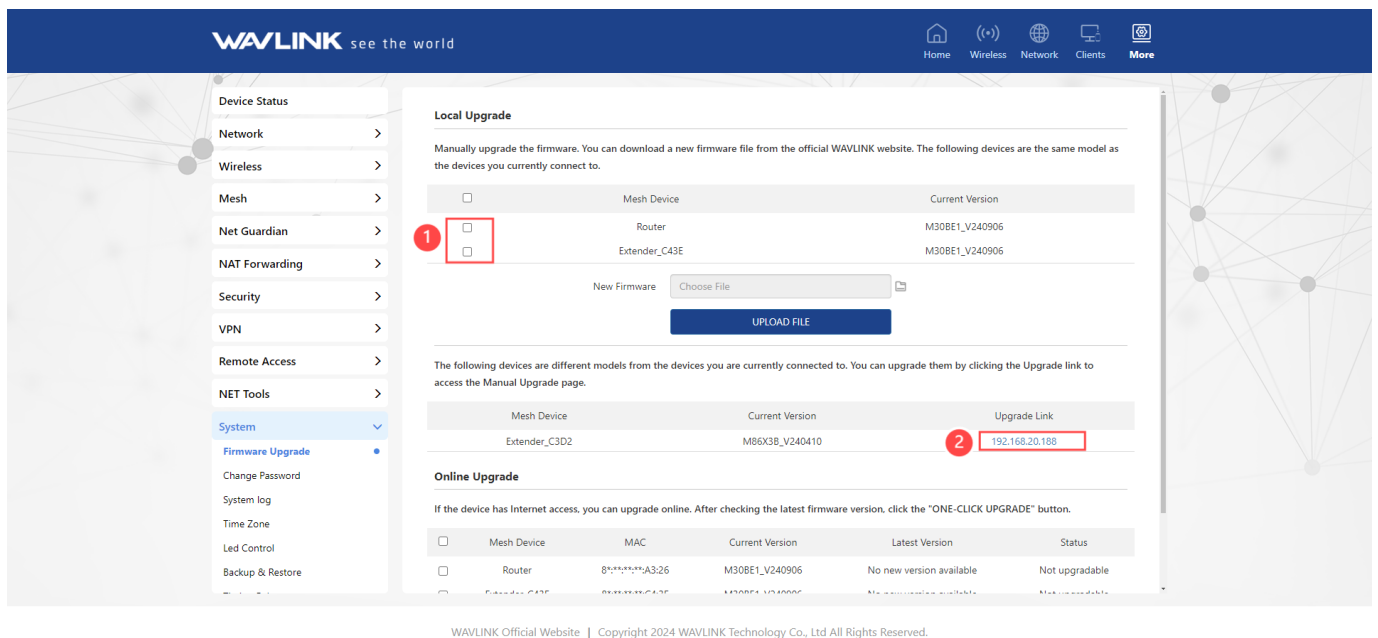 WAVLINK see the world
Home Wireless Network Clients More
Device Status
Network
Wireless
Mesh
Net Guardian
NAT Forwarding
Security
VPN
Remote Access
NET Tools
System
Firmware Upgrade
Change Password
System log
Time Zone
Led Control
Backup & Restore
Local Upgrade
Manually upgrade the firmware. You can download a new firmware file from the official WAVLINK website. The following devices are the same model as
the devices you currently connect to.
Mesh Device Current Version
1
Router M30BE1_V240906
Extender_C43E M30BE1_V240906
New Firmware Choose File
UPLOAD FILE
The following devices are different models from the devices you are currently connected to. You can upgrade them by clicking the Upgrade link to
access the Manual Upgrade page.
Mesh Device Current Version Upgrade Link
Extender_C3D2 M86X3B_V240410 2 192.168.20.188
Online Upgrade
If the device has Internet access, you can upgrade online. After checking the latest firmware version, click the "ONE-CLICK UPGRADE" button.
Mesh Device MAC Current Version Latest Version Status
Router 8*:**:**:**:A3:26 M30BE1_V240906 No new version available Not upgradable
WAVLINK Official Website | Copyright 2024 WAVLINK Technology Co., Ltd All Rights Reserved.